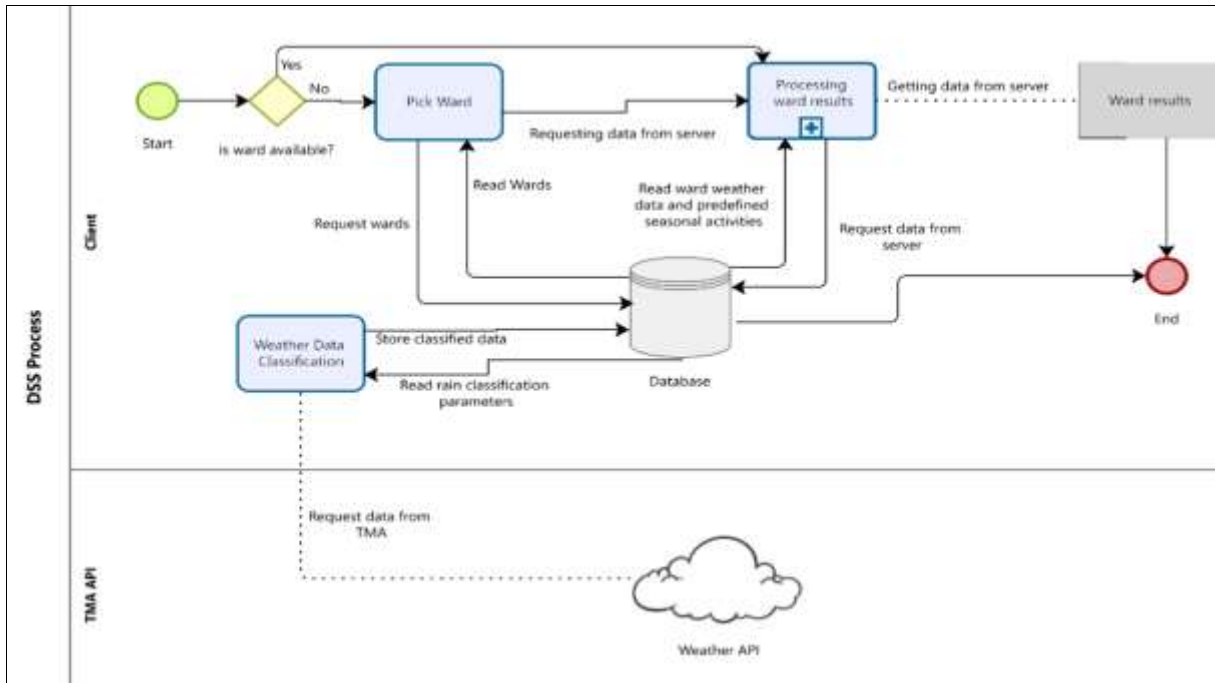 DSS Process
Client
Yes
No
Start
is ward available?
Pick Ward
Requesting data from server
Processing
ward results
Getting data from server
Ward results
Read Wards
Request wards
Read ward weather
data and predefined
seasonal activities
Request data from
server
End
Weather Data
Classification
Store classified data
Read rain classification
parameters
Database
TMA API
Request data from
TMA
Weather API